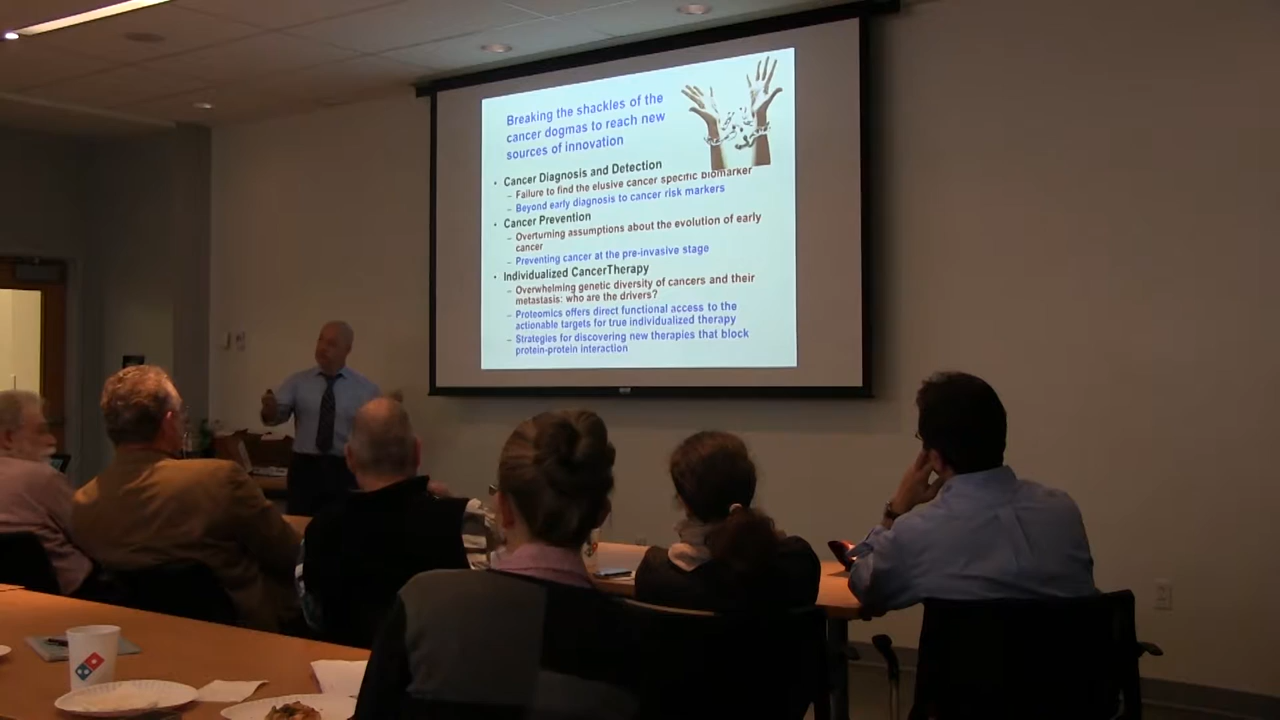 Breaking the shackles of the
cancer dogmas to reach new
sources of innovation
• Cancer Diagnosis and Detection
– Failure to find the elusive cancer specific biomarker
– Beyond early diagnosis to cancer risk markers
• Cancer Prevention
– Overturning assumptions about the evolution of early
cancer
– Preventing cancer at the pre-invasive stage
• Individualized CancerTherapy
– Overwhelming genetic diversity of cancers and their
metastasis: who are the drivers?
– Proteomics offers direct functional access to the
actionable targets for true individualized therapy
– Strategies for discovering new therapies that block
protein-protein interaction